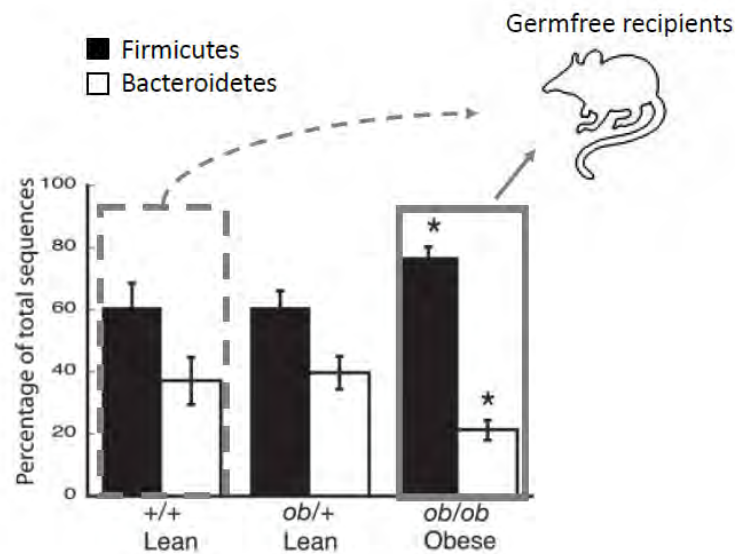 Germfree recipients
Firmicutes
Bacteroidetes
Percentage of total sequences
100
80
60
40
20
0
*
*
+/+
ob/+
ob/ob
Lean
Lean
Obese